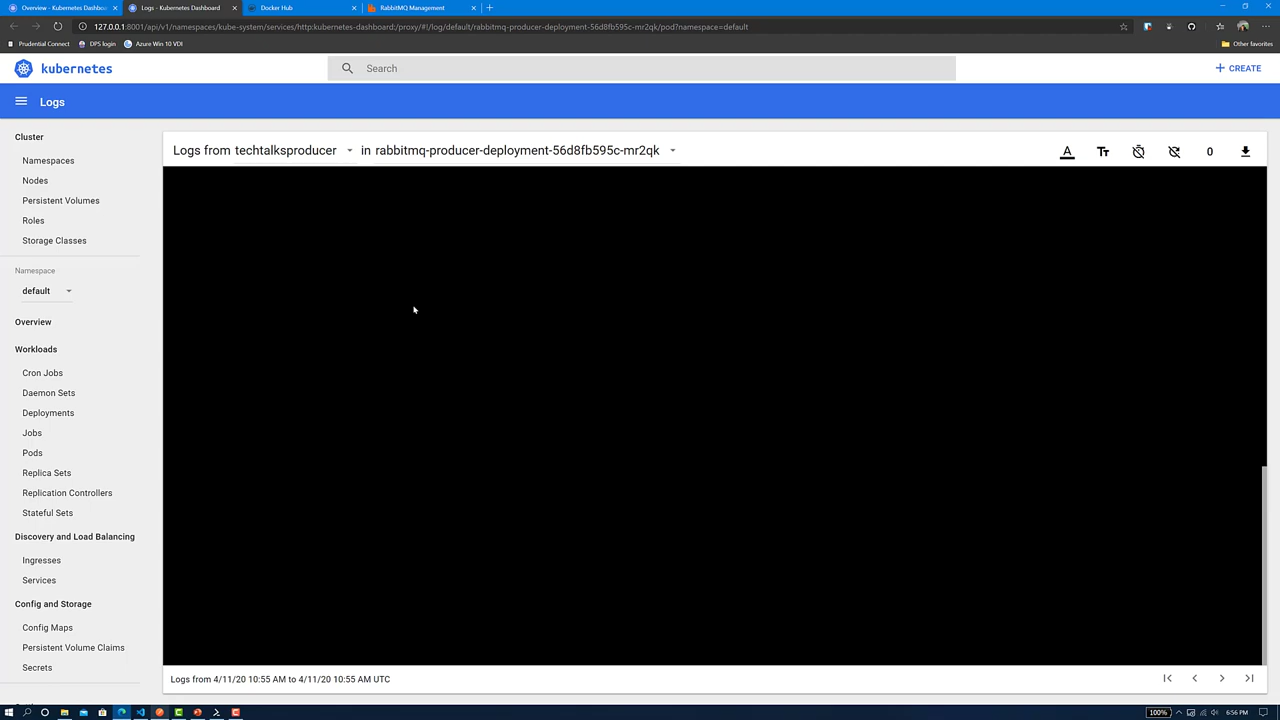 Overview - Kubernetes Dashboa
Logs - Kubernetes Dashboard
Docker Hub
RabbitMQ Management
127.0.0.1:8001/api/v1/namespaces/kube-system/services/http:kubernetes-dashboard:/proxy/#!/log/default/rabbitmq-producer-deployment-56d8fb595c-mr2qk/pod?namespace=default
Prudential Connect
DPS login
Azure Win 10 VDI
Other favorites
kubernetes
Search
+ CREATE
Logs
Cluster
Namespaces
Nodes
Persistent Volumes
Roles
Storage Classes
Namespace
default
Overview
Workloads
Cron Jobs
Daemon Sets
Deployments
Jobs
Pods
Replica Sets
Replication Controllers
Stateful Sets
Discovery and Load Balancing
Ingresses
Services
Config and Storage
Config Maps
Persistent Volume Claims
Secrets
Logs from techtalksproducer in rabbitmq-producer-deployment-56d8fb595c-mr2qk
0
Logs from 4/11/20 10:55 AM to 4/11/20 10:55 AM UTC
100%
6:56 PM